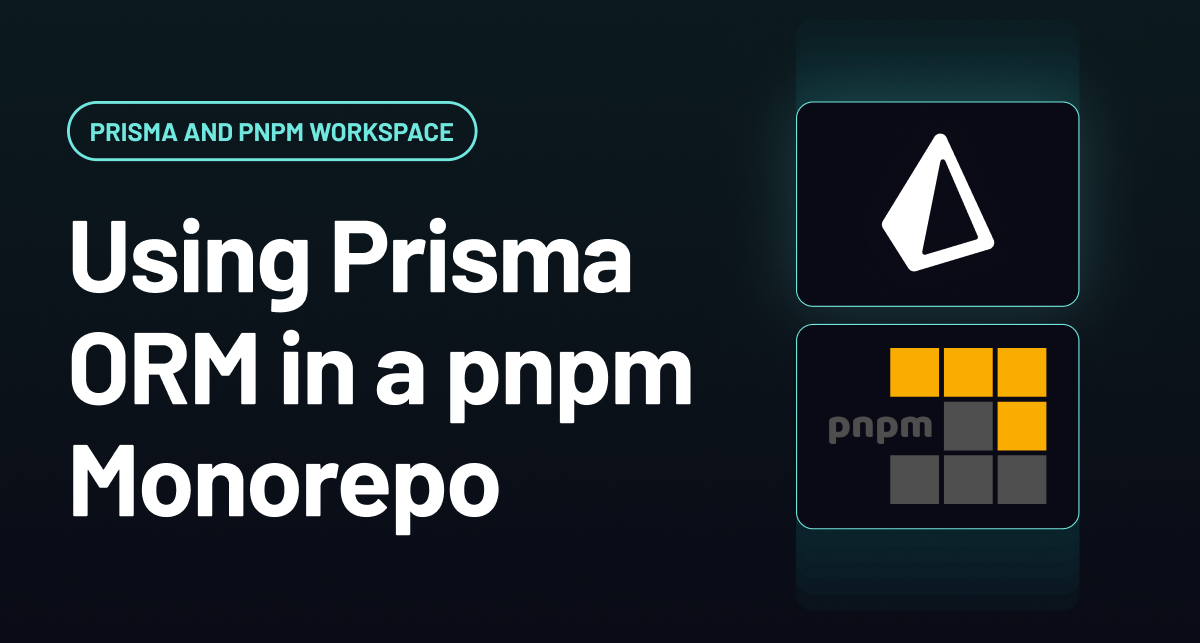 PRISMA AND PNPM WORKSPACE
Using Prisma
ORM in a pnpm
Monorepo
pnpm